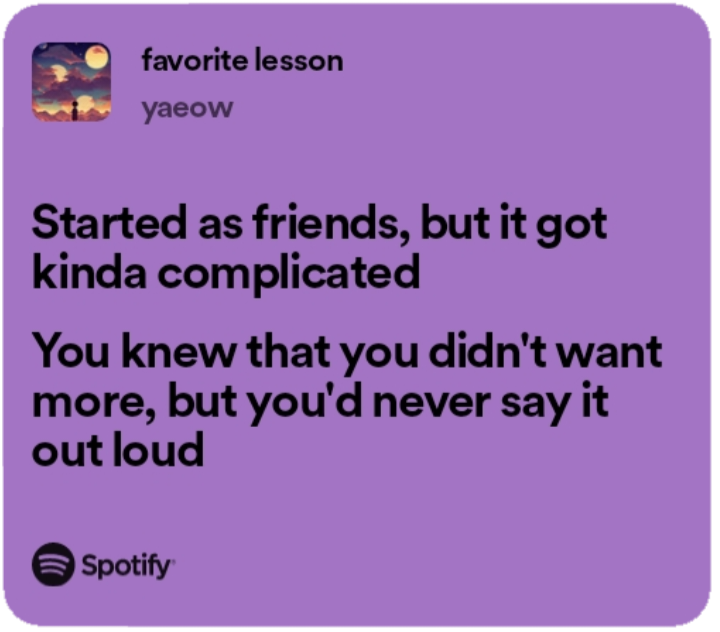 favorite lesson
yaeow
Started as friends, but it got
kinda complicated
You knew that you didn't want
more, but you'd never say it
out loud
Spotify